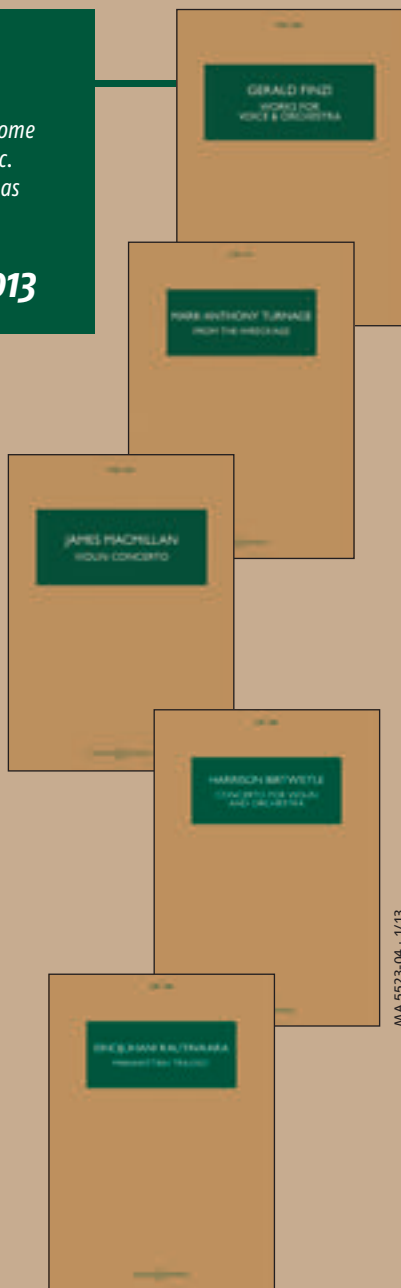 ome
c.
as
013
GERALD FINZI
WORKS FOR
VOICE & ORCHESTRA
MARK-ANTHONY TURNAGE
FROM THE WRECKAGE
JAMES MACMILLAN
VIOLIN CONCERTO
HARRISON BIRTWISTLE
CONCERTO FOR VIOLIN
AND ORCHESTRA
MA 5523-04 · 1/13
EINOJUHANI RAUTAVAARA